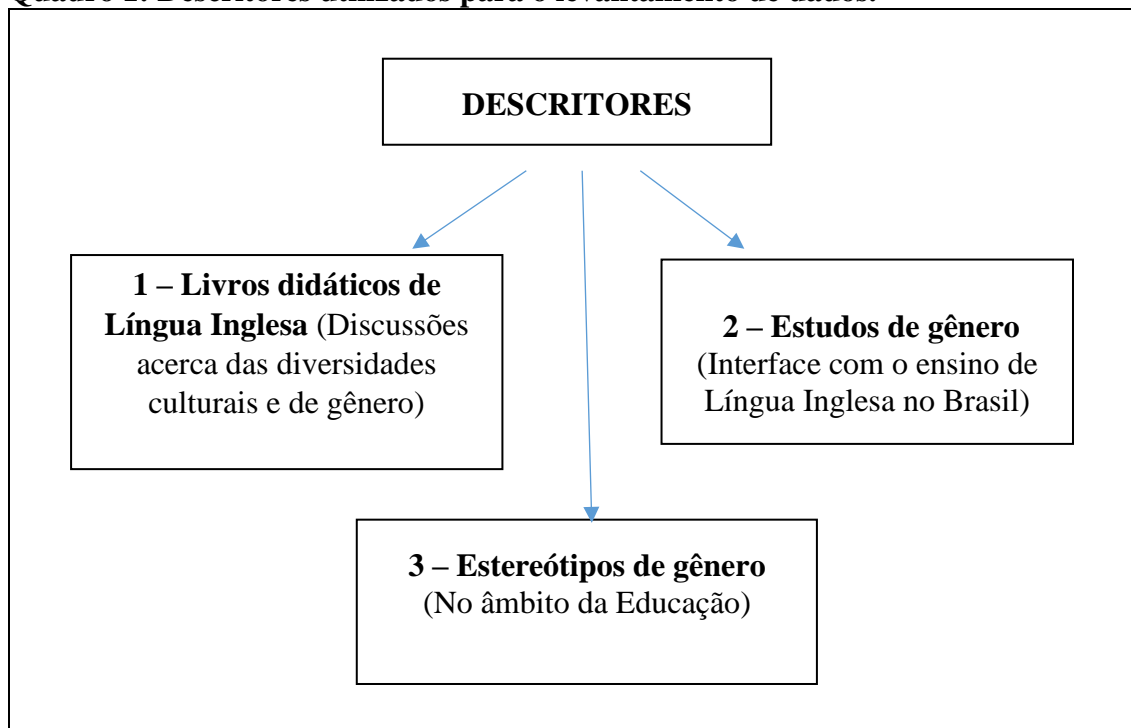 Quadro 1: Descritores utilizados para o levantamento de dados.
DESCRITORES
1 – Livros didáticos de
Língua Inglesa (Discussões
acerca das diversidades
culturais e de gênero)
2 – Estudos de gênero
(Interface com o ensino de
Língua Inglesa no Brasil)
3 – Estereótipos de gênero
(No âmbito da Educação)